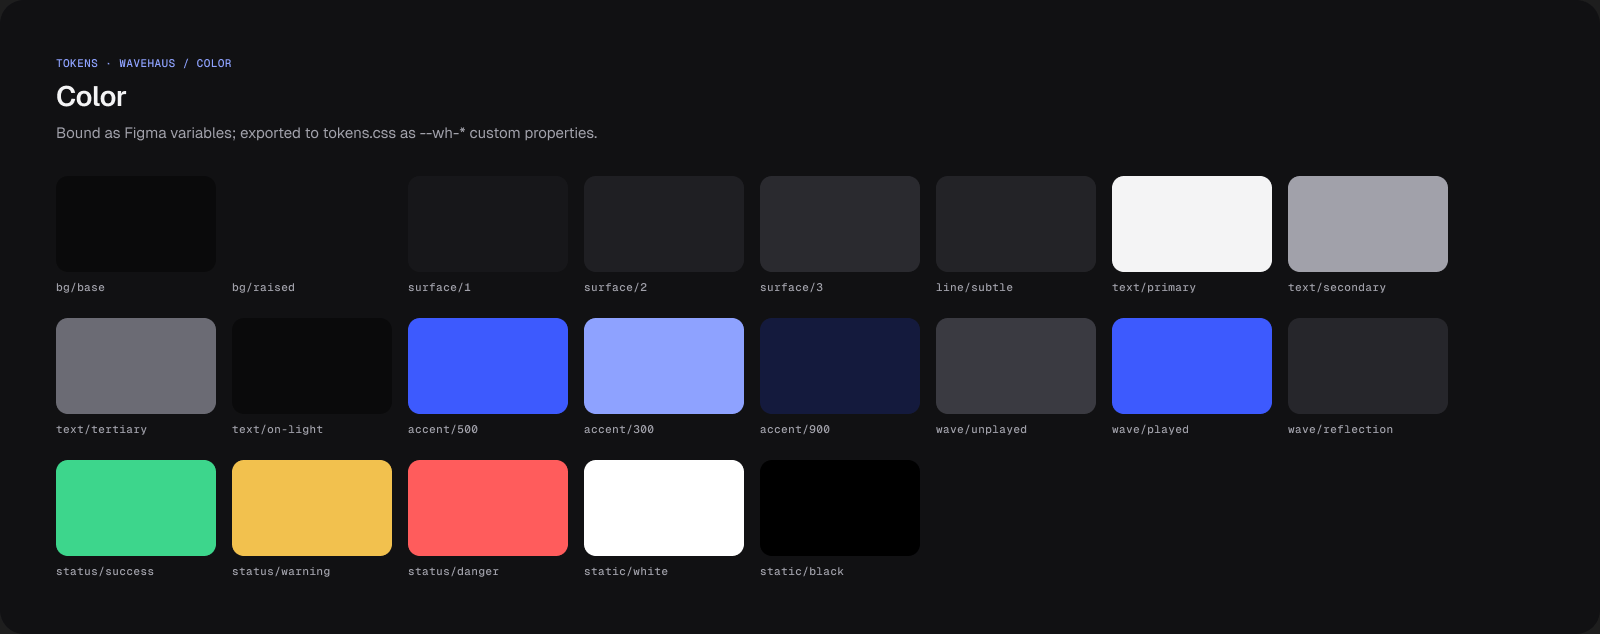 TOKENS · WAVEHAUS / COLOR
Color
Bound as Figma variables; exported to tokens.css as --wh-* custom properties.
bg/base
bg/raised
surface/1
surface/2
surface/3
line/subtle
text/primary
text/secondary
text/tertiary
text/on-light
accent/500
accent/300
accent/900
wave/unplayed
wave/played
wave/reflection
status/success
status/warning
status/danger
static/white
static/black